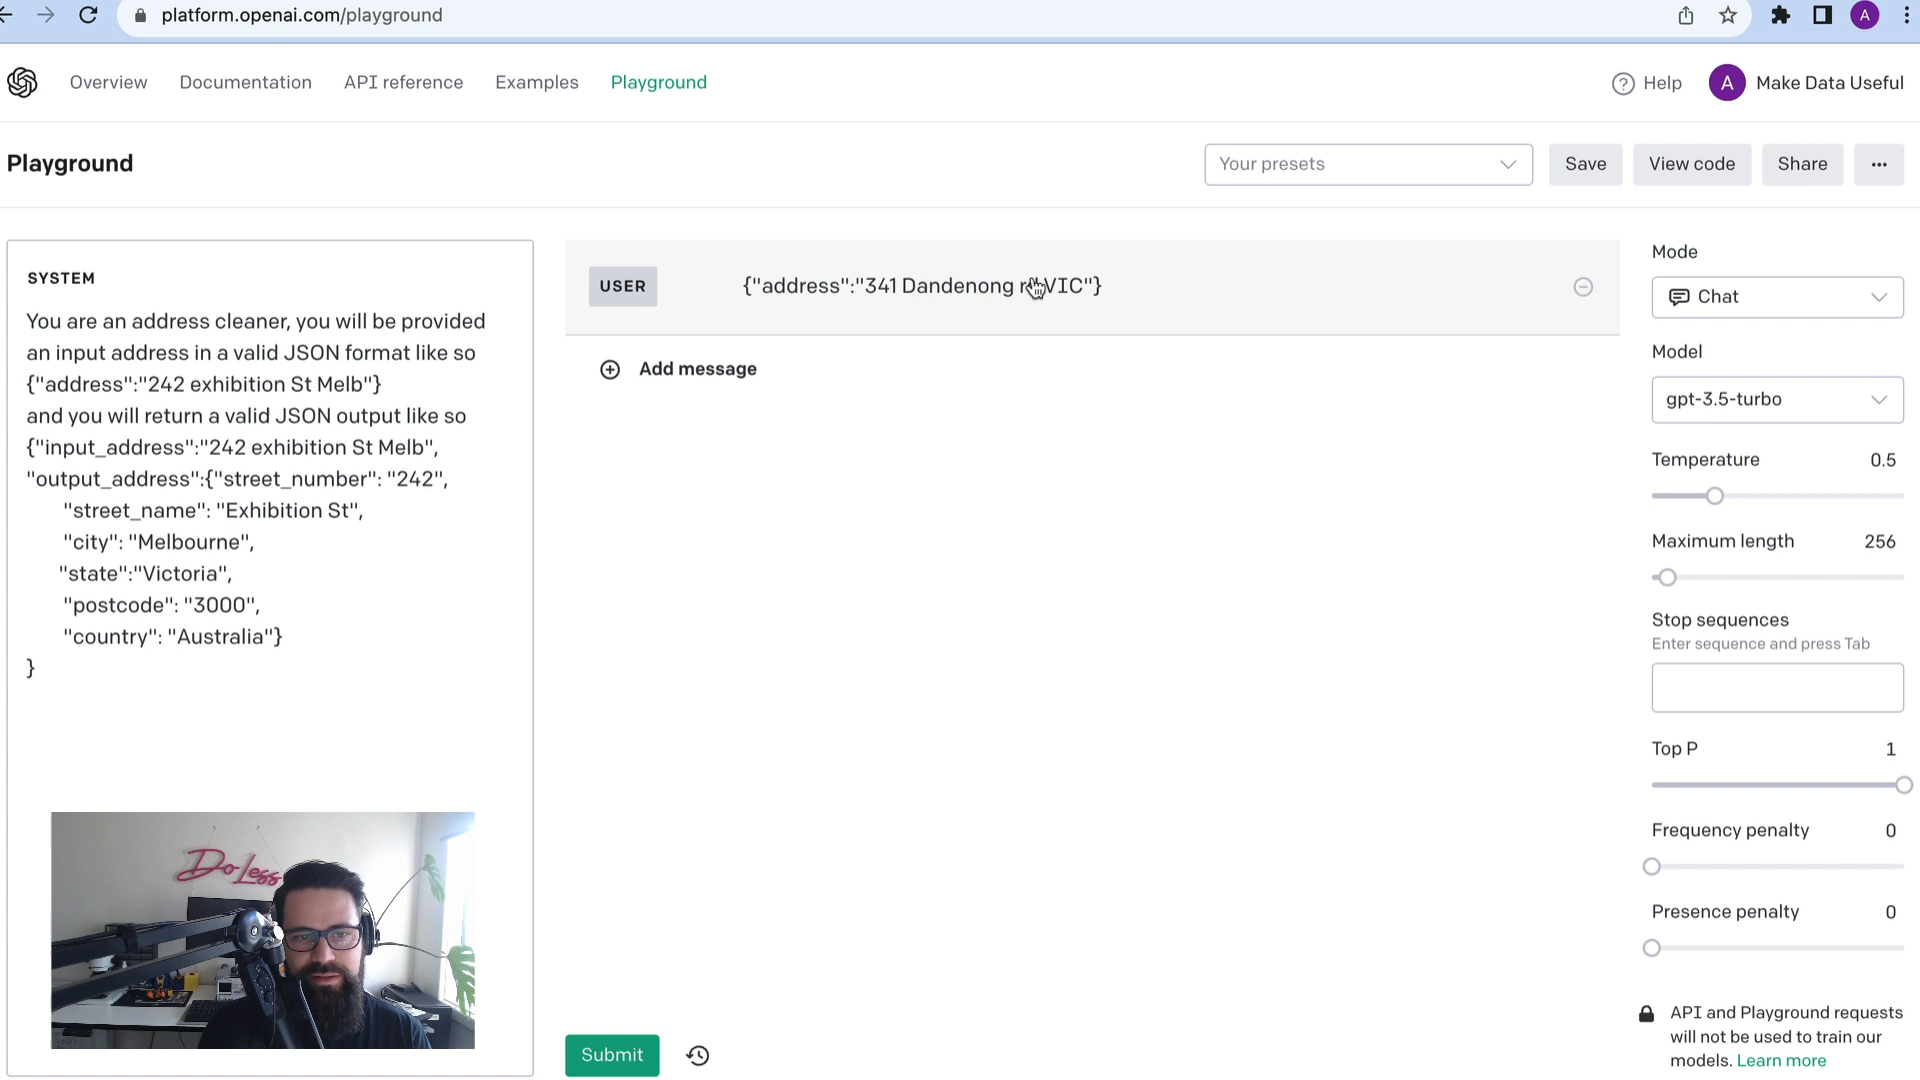 platform.openai.com/playground
A
Overview
Documentation
API reference
Examples
Playground
Help
A
Make Data Useful
Playground
Your presets
Save
View code
Share
SYSTEM
You are an address cleaner, you will be provided
an input address in a valid JSON format like so
{"address":"242 exhibition St Melb"}
and you will return a valid JSON output like so
{"input_address":"242 exhibition St Melb",
"output_address":{"street_number": "242",
"street_name": "Exhibition St",
"city": "Melbourne",
"state":"Victoria",
"postcode": "3000",
"country": "Australia"}
}
Do Less
USER
{"address":"341 Dandenong VIC"}
Add message
Submit
Mode
Chat
Model
gpt-3.5-turbo
Temperature 0.5
Maximum length 256
Stop sequences
Enter sequence and press Tab
Top P 1
Frequency penalty 0
Presence penalty 0
API and Playground requests
will not be used to train our
models. Learn more